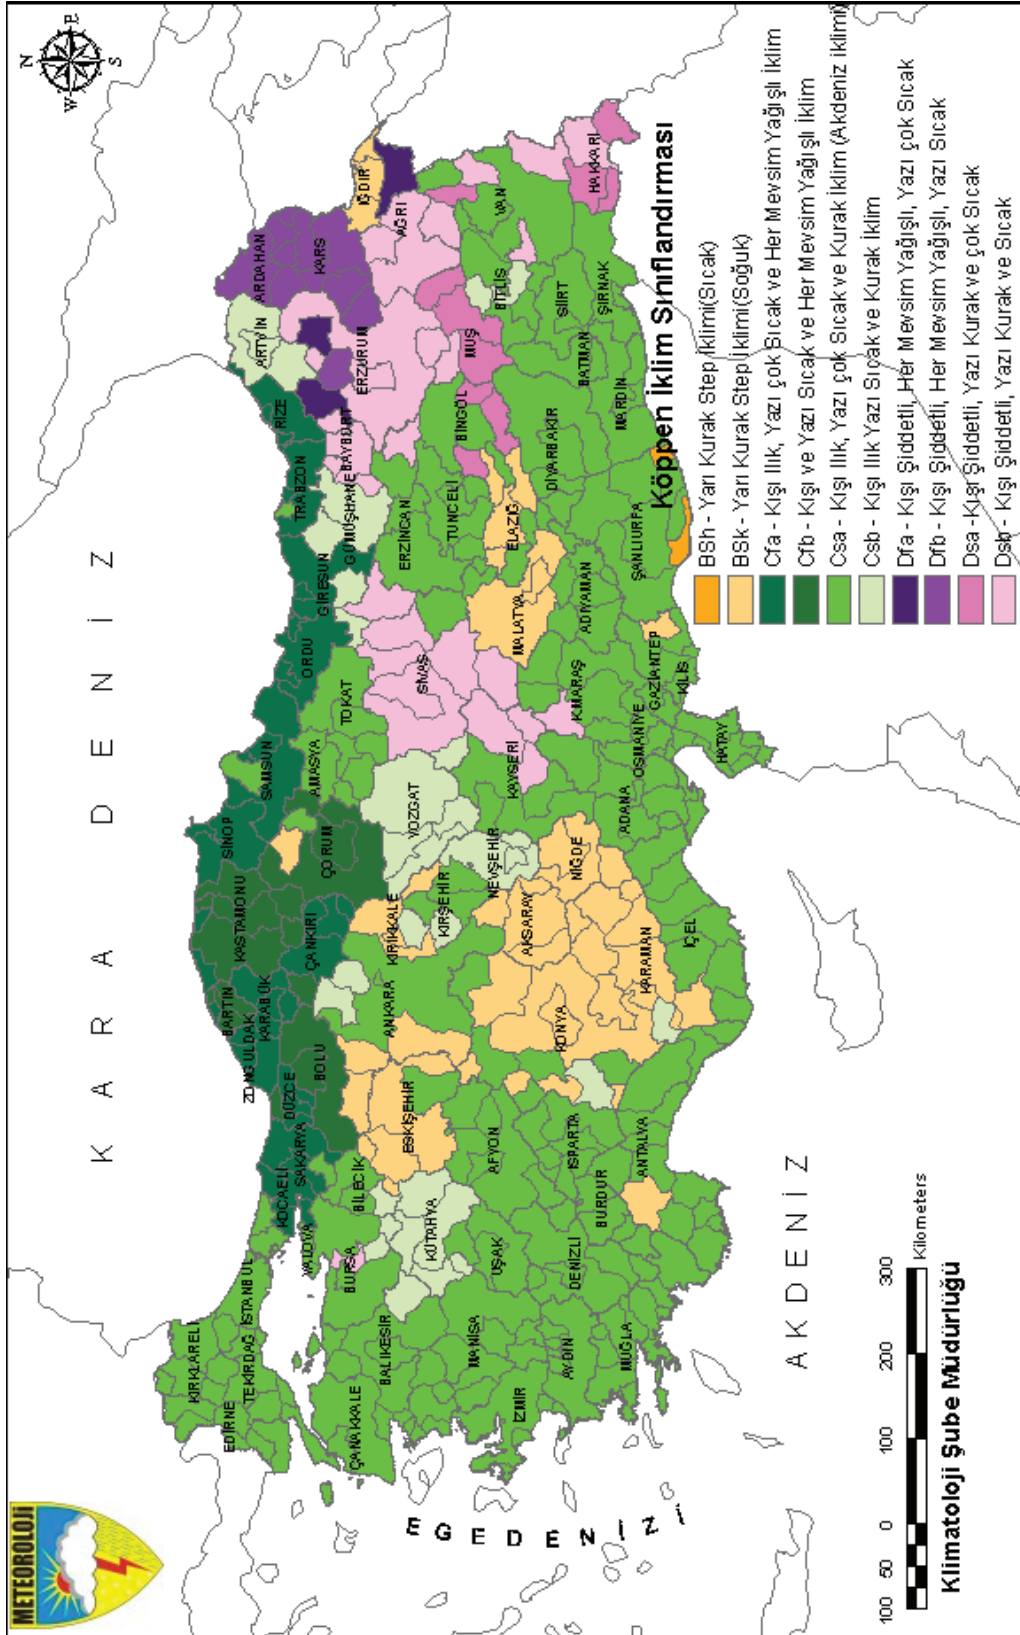 METEOROLOJİ
N
E
S
W
K A R A D E N İ Z
E G E D E N İ Z İ
A K D E N İ Z
KIRKLARELİ
EDİRNE
TEKİRDAĞ
İSTANBUL
ÇANAKKALE
BALIKESİR
BURSA
YALOVA
KOCAELİ
SAKARYA
DÜZCE
BOLU
ZONGULDAK
BARTIN
KARABÜK
KASTAMONU
ÇANKIRI
SİNOP
SAMSUN
ÇORUM
AMASYA
TOKAT
ORDU
GİRESUN
GÜMÜŞHANE
TRABZON
RİZE
BAYBURT
ARTVİN
ARDAHAN
KARS
IĞDIR
AĞRI
ERZURUM
ERZİNCAN
TUNCELİ
BİNGÖL
MUŞ
BİTLİS
VAN
HAKKARİ
ŞIRNAK
SİİRT
BATMAN
MARDİN
DİYARBAKIR
ELAZIĞ
MALATYA
ADIYAMAN
ŞANLIURFA
GAZİANTEP
KİLİS
K.MARAŞ
OSMANİYE
HATAY
ADANA
KAYSERİ
SİVAS
YOZGAT
NEVŞEHİR
KIRŞEHİR
KIRIKKALE
ANKARA
AKSARAY
NİĞDE
KONYA
KARAMAN
İÇEL
ESKİŞEHİR
BİLECİK
KÜTAHYA
AFYON
UŞAK
ISPARTA
BURDUR
ANTALYA
DENİZLİ
MANİSA
İZMİR
AYDIN
MUĞLA
Köppen İklim Sınıflandırması
BSh - Yarı Kurak Step İklimi(Sıcak)
BSk - Yarı Kurak Step İklimi(Soğuk)
Cfa - Kışı Ilık, Yazı çok Sıcak ve Her Mevsim Yağışlı İklim
Cfb - Kışı ve Yazı Sıcak ve Her Mevsim Yağışlı İklim
Csa - Kışı Ilık, Yazı çok Sıcak ve Kurak İklim (Akdeniz iklimi)
Csb - Kışı Ilık Yazı Sıcak ve Kurak İklim
Dfa - Kışı Şiddetli, Her Mevsim Yağışlı, Yazı çok Sıcak
Dfb - Kışı Şiddetli, Her Mevsim Yağışlı, Yazı Sıcak
Dsa - Kışı Şiddetli, Yazı Kurak ve çok Sıcak
Dsb - Kışı Şiddetli, Yazı Kurak ve Sıcak
100 50 0 100 200 300
Kilometers
Klimatoloji Şube Müdürlüğü